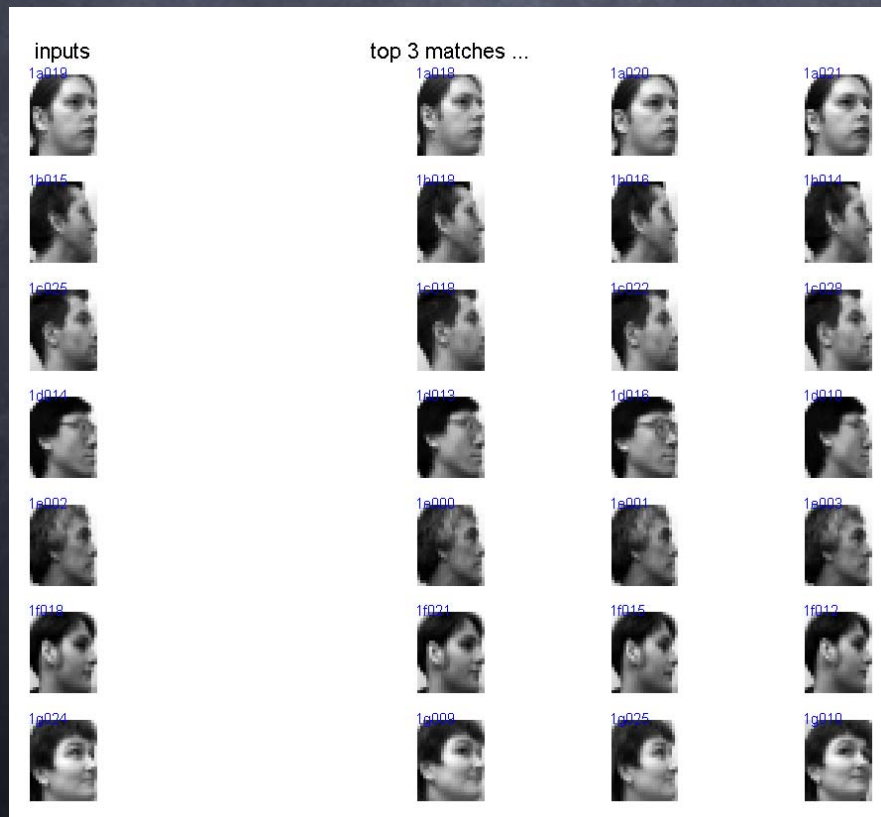 inputs top 3 matches ...
1a019 1a018 1a020 1a021
1b015 1b018 1b016 1b014
1c025 1c018 1c022 1c028
1d014 1d013 1d016 1d010
1e002 1e000 1e001 1e003
1f018 1f021 1f015 1f012
1g024 1g009 1g025 1g010